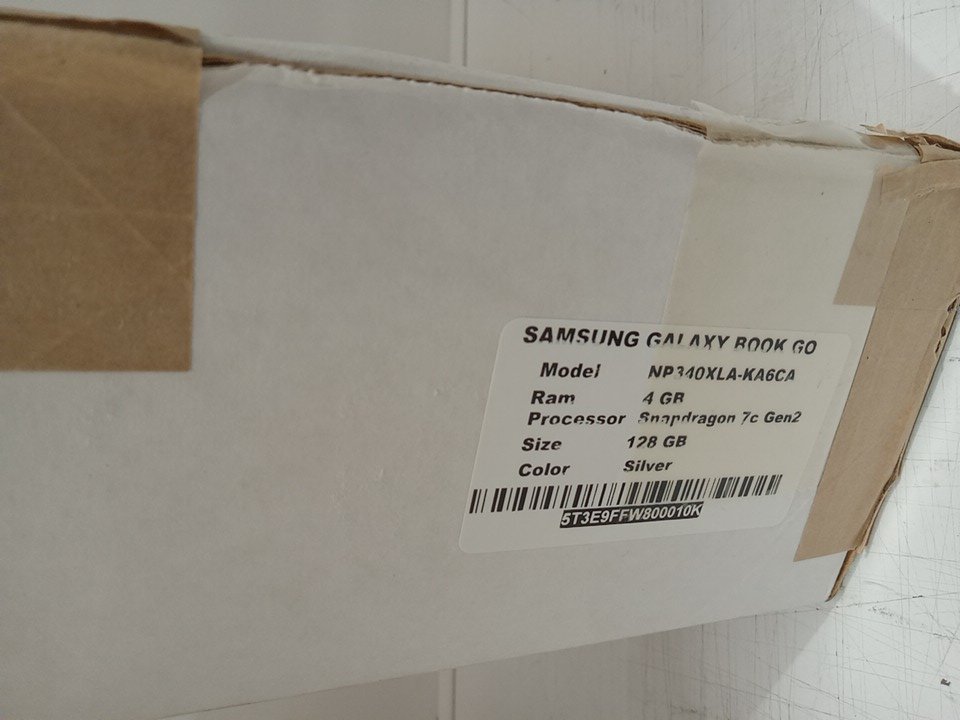 SAMSUNG GALAXY BOOK GO
Model NP340XLA-KA6CA
Ram 4 GB
Processor Snapdragon 7c Gen2
Size 128 GB
Color Silver
5T3E9FFW800010K